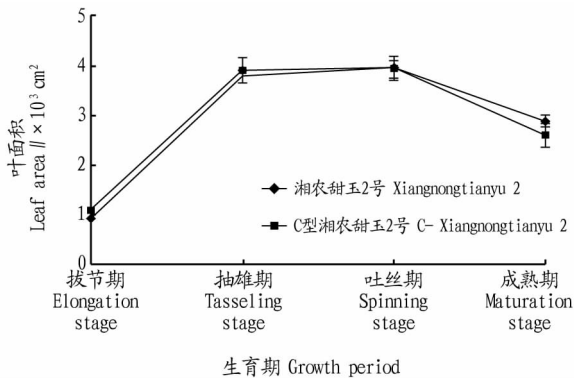 5
4
3
2
1
0
叶面积
Leaf area // ×10³ cm²
湘农甜玉2号 Xiangnongtianyu 2
C型湘农甜玉2号 C- Xiangnongtianyu 2
拔节期 抽雄期 吐丝期 成熟期
Elongation Tasseling Spinning Maturation
stage stage stage stage
生育期 Growth period